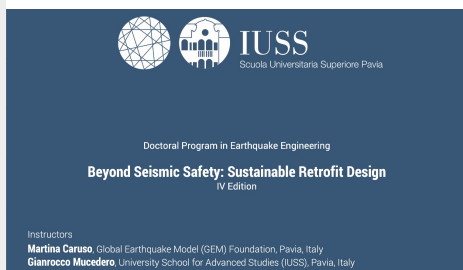 IUSS
Scuola Universitaria Superiore Pavia
Doctoral Program in Earthquake Engineering
Beyond Seismic Safety: Sustainable Retrofit Design
IV Edition
Instructors
Martina Caruso, Global Earthquake Model (GEM) Foundation, Pavia, Italy
Gianrocco Mucedero, University School for Advanced Studies (IUSS), Pavia, Italy